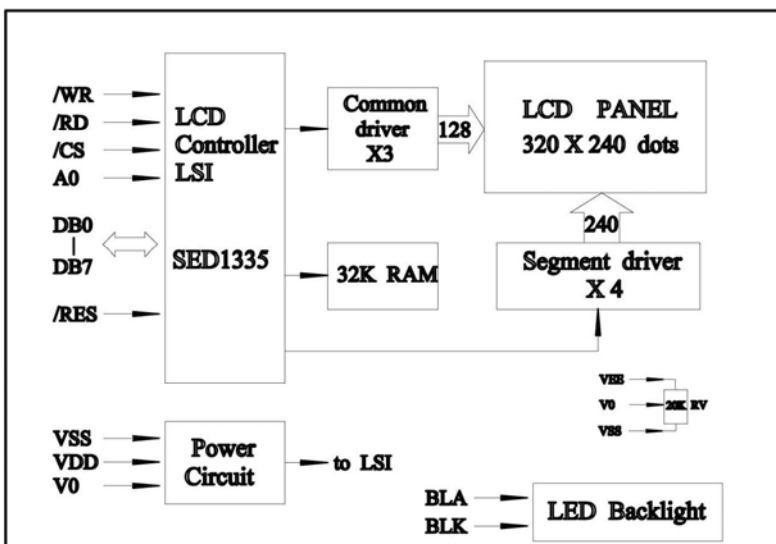 /WR
/RD
/CS
A0
DB0
DB7
/RES
LCD
Controller
LSI
SED1335
Common
driver
X3
128
LCD PANEL
320 X 240 dots
240
32K RAM
Segment driver
X 4
VEE
V0
VSS
20K RV
VSS
VDD
V0
Power
Circuit
to LSI
BLA
BLK
LED Backlight